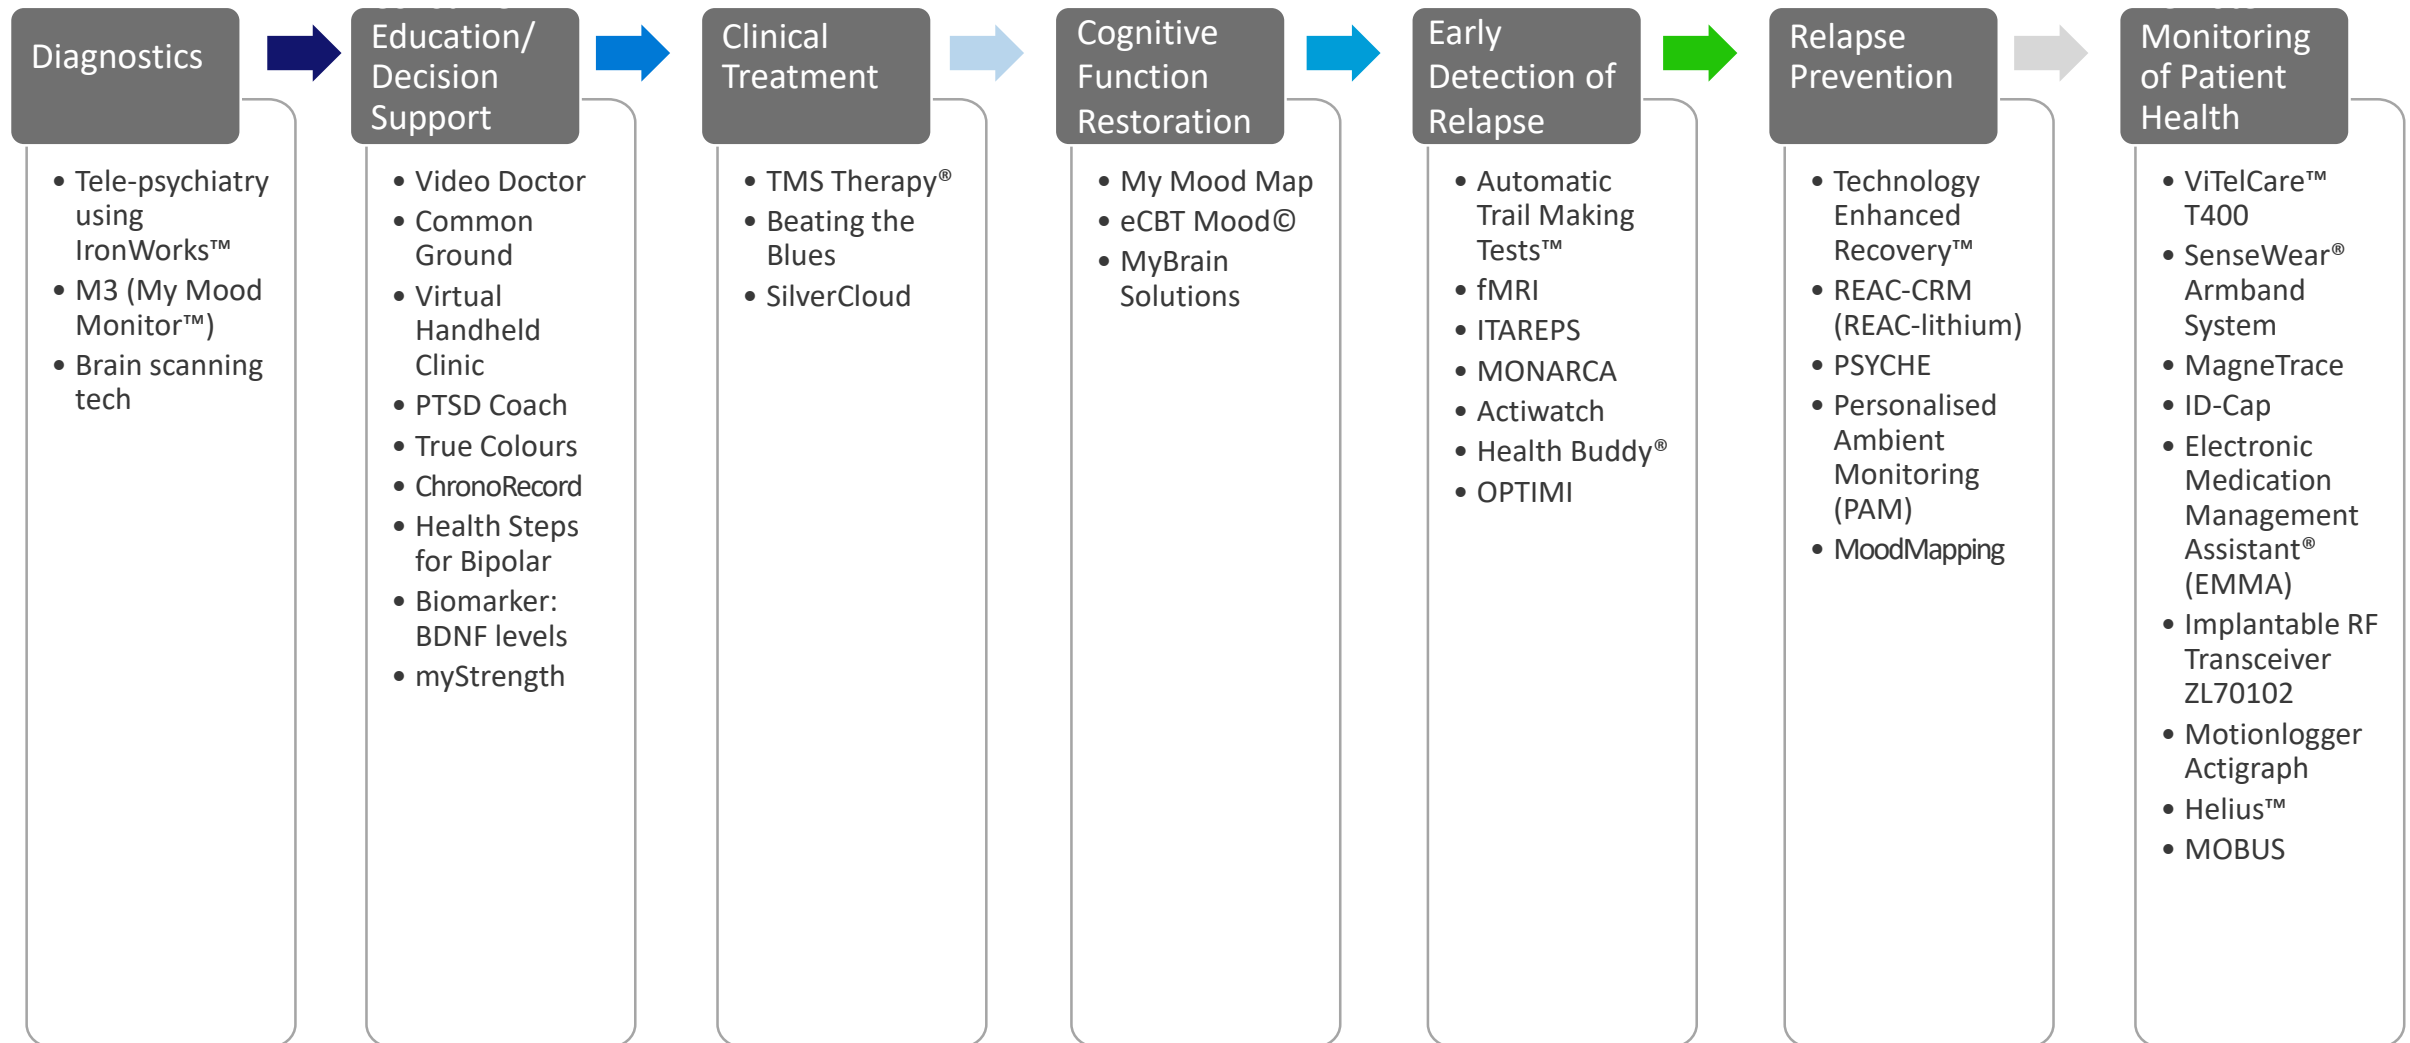 Diagnostics
• Tele-psychiatry
using
IronWorks™
• M3 (My Mood
Monitor™)
• Brain scanning
tech
Education/
Decision
Support
• Video Doctor
• Common
Ground
• Virtual
Handheld
Clinic
• PTSD Coach
• True Colours
• ChronoRecord
• Health Steps
for Bipolar
• Biomarker:
BDNF levels
• myStrength
Clinical
Treatment
• TMS Therapy®
• Beating the
Blues
• SilverCloud
Cognitive
Function
Restoration
• My Mood Map
• eCBT Mood©
• MyBrain
Solutions
Early
Detection of
Relapse
• Automatic
Trail Making
Tests™
• fMRI
• ITAREPS
• MONARCA
• Actiwatch
• Health Buddy®
• OPTIMI
Relapse
Prevention
• Technology
Enhanced
Recovery™
• REAC-CRM
(REAC-lithium)
• PSYCHE
• Personalised
Ambient
Monitoring
(PAM)
• MoodMapping
Monitoring
of Patient
Health
• ViTelCare™
T400
• SenseWear®
Armband
System
• MagneTrace
• ID-Cap
• Electronic
Medication
Management
Assistant®
(EMMA)
• Implantable RF
Transceiver
ZL70102
• Motionlogger
Actigraph
• Helius™
• MOBUS